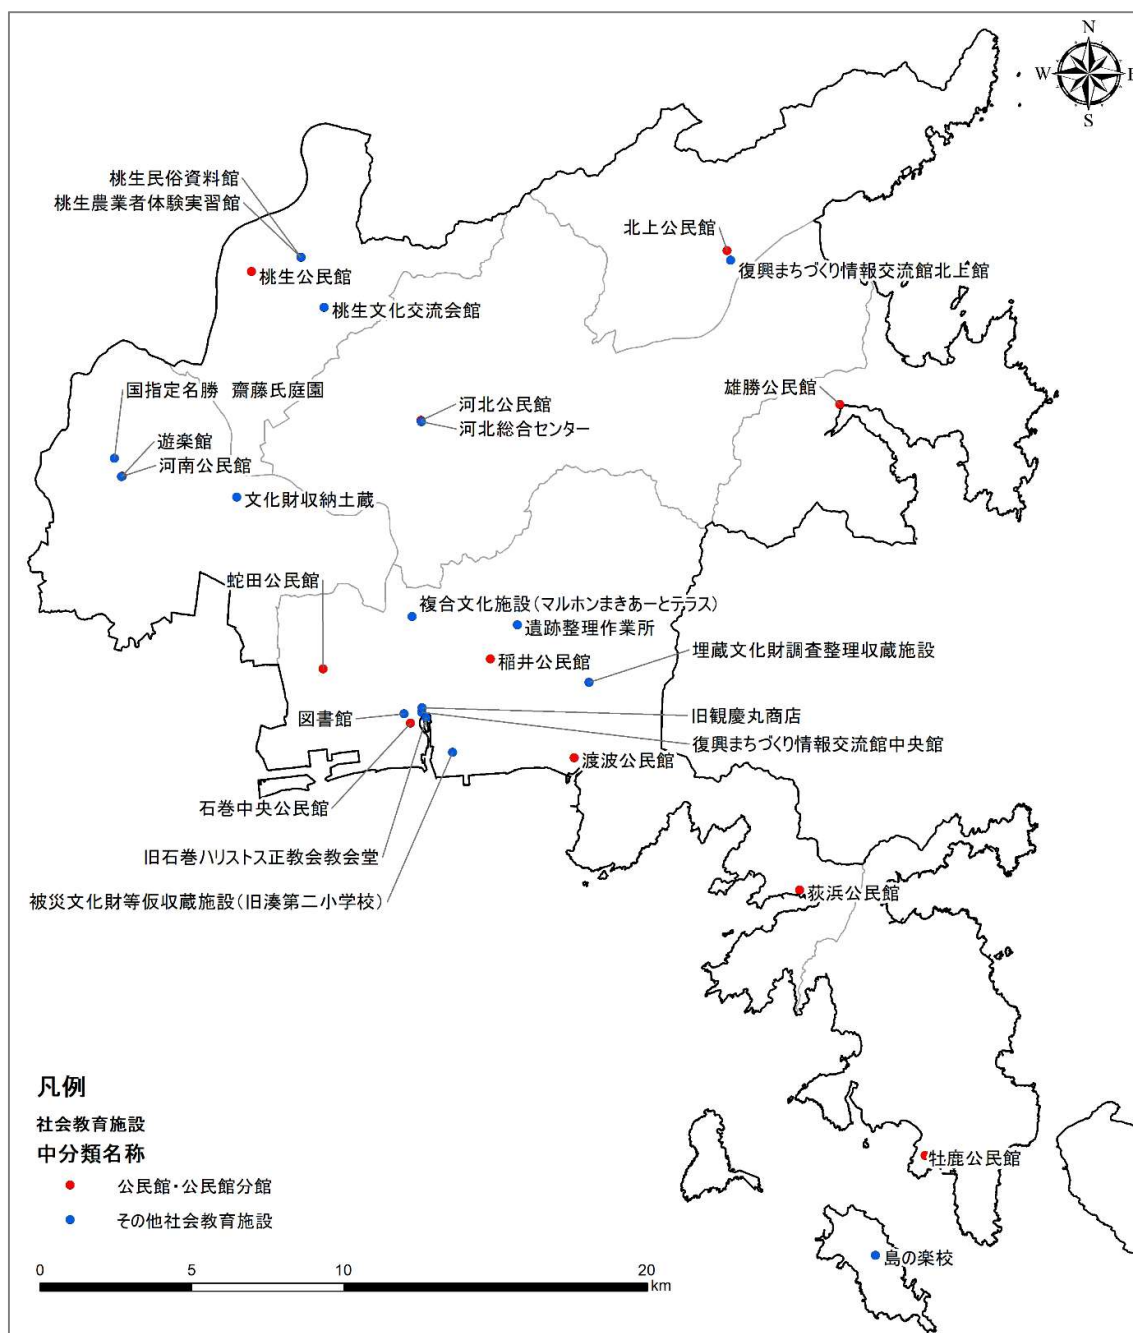 N
W
E
S
桃生民俗資料館
桃生農業者体験実習館
北上公民館
復興まちづくり情報交流館北上館
桃生公民館
桃生文化交流会館
国指定名勝 齋藤氏庭園
雄勝公民館
河北公民館
河北総合センター
遊楽館
河南公民館
文化財収納土蔵
蛇田公民館
複合文化施設(マルホンまきあーとテラス)
遺跡整理作業所
稲井公民館
埋蔵文化財調査整理収蔵施設
図書館
旧観慶丸商店
復興まちづくり情報交流館中央館
渡波公民館
石巻中央公民館
旧石巻ハリストス正教会教会堂
被災文化財等仮収蔵施設(旧湊第二小学校)
荻浜公民館
牡鹿公民館
島の楽校
凡例
社会教育施設
中分類名称
公民館・公民館分館
その他社会教育施設
0 5 10 20
km